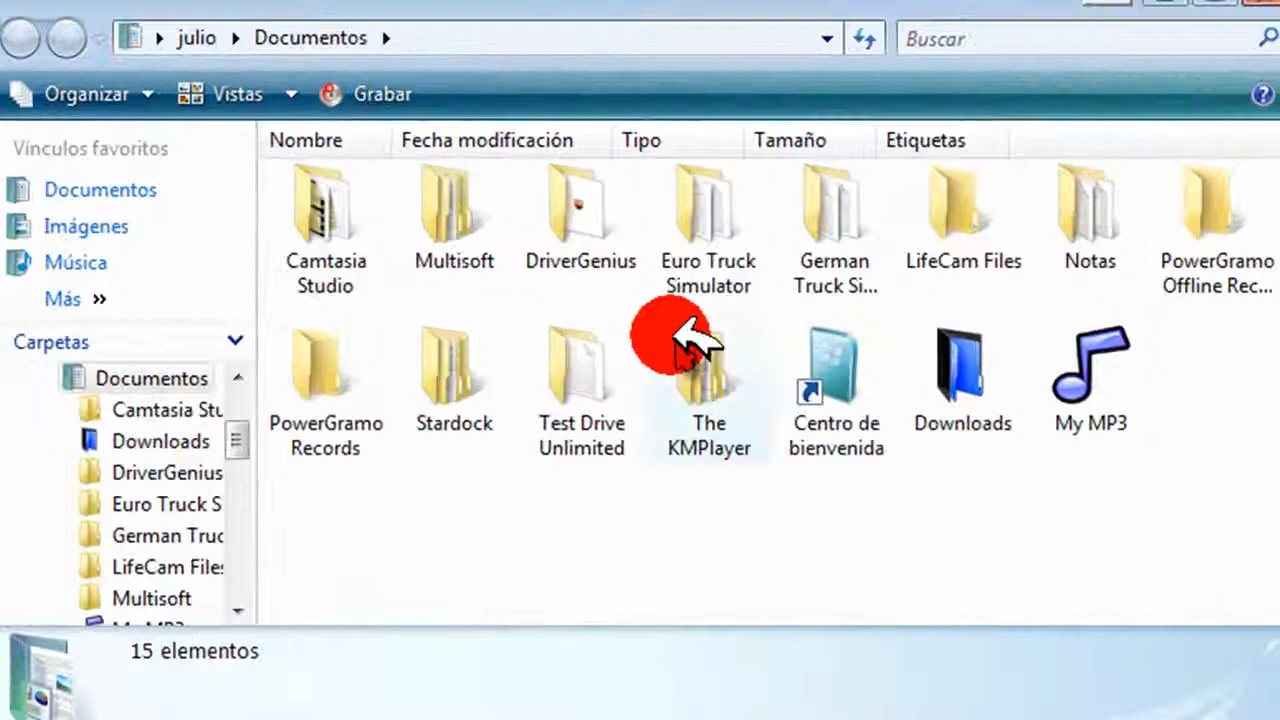 julio Documentos
Buscar
Organizar Vistas Grabar
Vínculos favoritos
Documentos
Imágenes
Música
Más »
Carpetas
Documentos
Camtasia Stu
Downloads
DriverGenius
Euro Truck S
German Truc
LifeCam Files
Multisoft
My MP3
Nombre Fecha modificación Tipo Tamaño Etiquetas
Camtasia
Studio
Multisoft
DriverGenius
Euro Truck
Simulator
German
Truck Si...
LifeCam Files
Notas
PowerGramo
Offline Rec...
PowerGramo
Records
Stardock
Test Drive
Unlimited
The
KMPlayer
Centro de
bienvenida
Downloads
My MP3
15 elementos